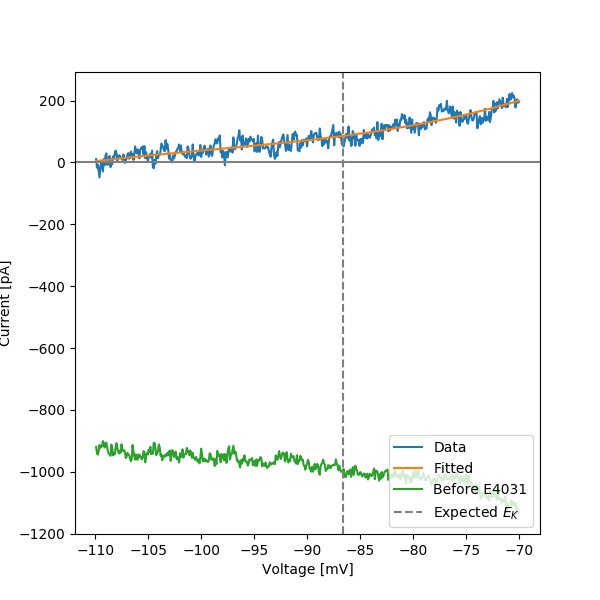 200
0
−200
−400
−600
−800
−1000
−1200
−110 −105 −100 −95 −90 −85 −80 −75 −70
Current [pA]
Voltage [mV]
Data
Fitted
Before E4031
Expected E_K